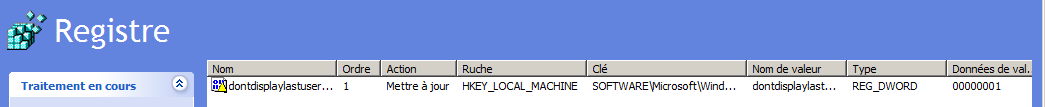 Registre
Nom Ordre Action Ruche Clé Nom de valeur Type Données de val.
dontdisplaylastuser... 1 Mettre à jour HKEY_LOCAL_MACHINE SOFTWARE\Microsoft\Wind... dontdisplaylast... REG_DWORD 00000001
Traitement en cours